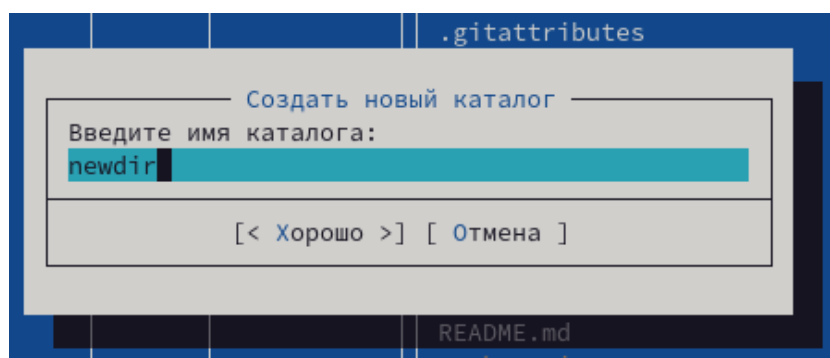 .gitattributes
Создать новый каталог
Введите имя каталога:
newdir
[< Хорошо >] [ Отмена ]
README.md